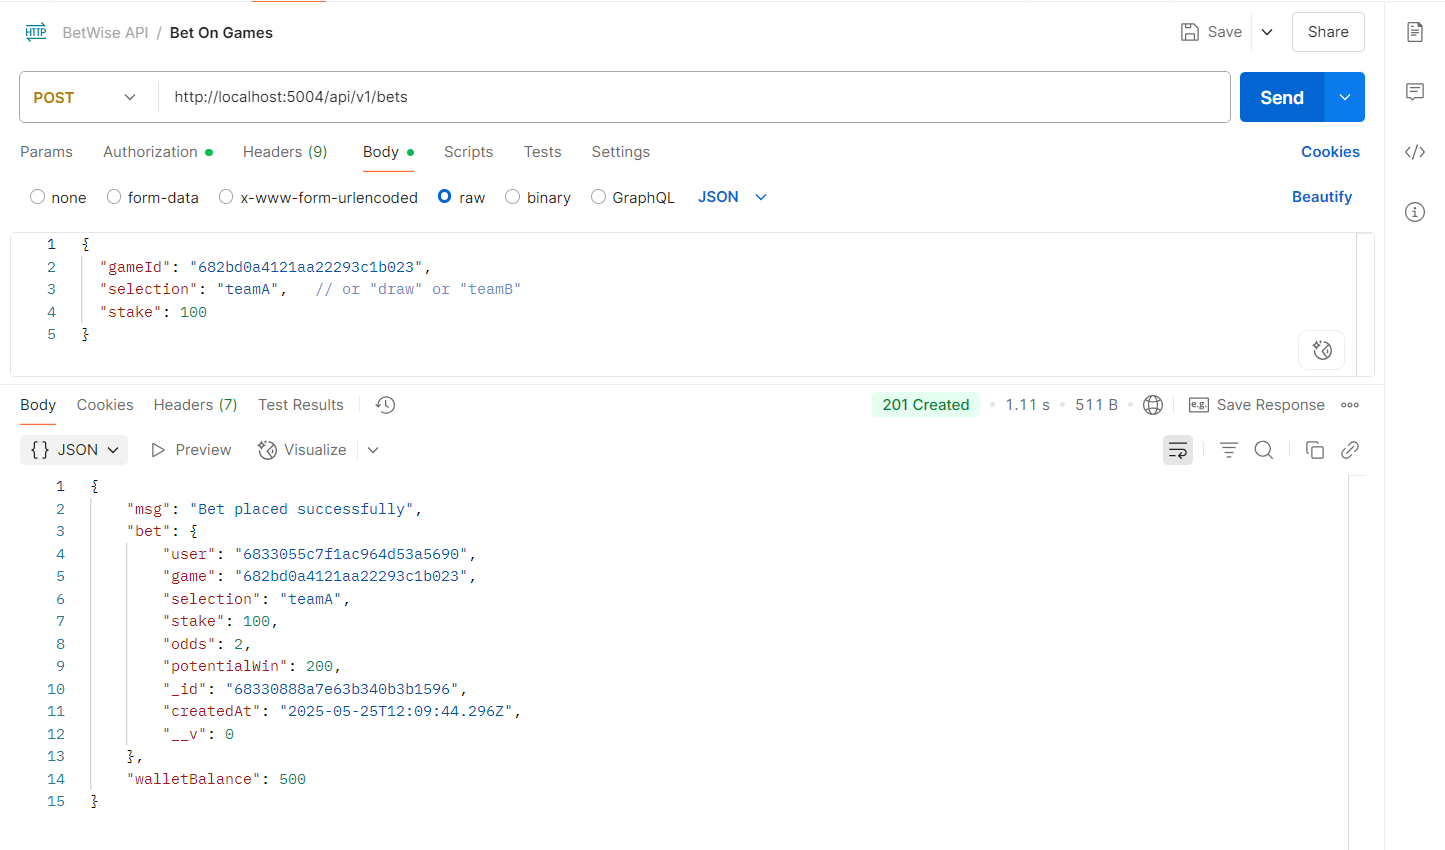 HTTP BetWise API / Bet On Games Save Share
POST http://localhost:5004/api/v1/bets Send
Params Authorization Headers (9) Body Scripts Tests Settings Cookies
none form-data x-www-form-urlencoded raw binary GraphQL JSON Beautify
1 {
2 "gameId": "682bd0a4121aa22293c1b023",
3 "selection": "teamA", // or "draw" or "teamB"
4 "stake": 100
5 }
Body Cookies Headers (7) Test Results 201 Created 1.11 s 511 B e.g. Save Response
{} JSON Preview Visualize
1 {
2 "msg": "Bet placed successfully",
3 "bet": {
4 "user": "6833055c7f1ac964d53a5690",
5 "game": "682bd0a4121aa22293c1b023",
6 "selection": "teamA",
7 "stake": 100,
8 "odds": 2,
9 "potentialWin": 200,
10 "_id": "68330888a7e63b340b3b1596",
11 "createdAt": "2025-05-25T12:09:44.296Z",
12 "__v": 0
13 },
14 "walletBalance": 500
15 }